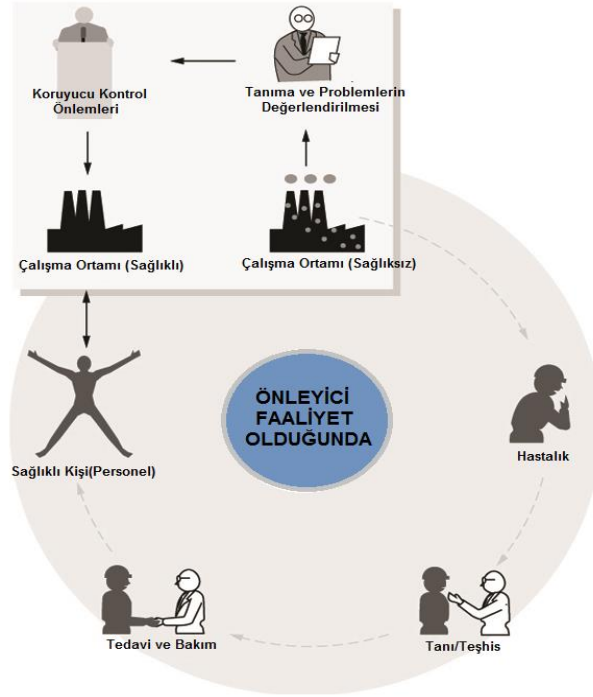 Koruyucu Kontrol
Önlemleri
Tanıma ve Problemlerin
Değerlendirilmesi
Çalışma Ortamı (Sağlıklı)
Çalışma Ortamı (Sağlıksız)
ÖNLEYİCİ
FAALİYET
OLDUĞUNDA
Sağlıklı Kişi(Personel)
Hastalık
Tedavi ve Bakım
Tanı/Teşhis